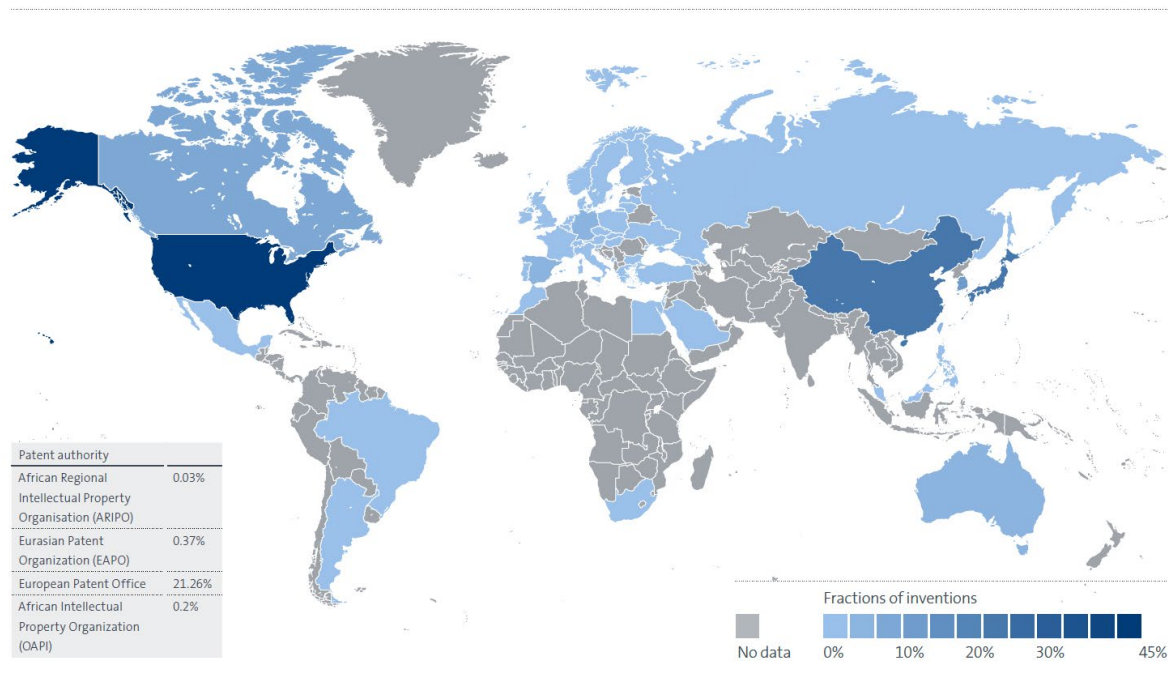 Patent authority
African Regional 0.03%
Intellectual Property
Organisation (ARIPO)
Eurasian Patent 0.37%
Organization (EAPO)
European Patent Office 21.26%
African Intellectual 0.2%
Property Organization
(OAPI)
Fractions of inventions
No data 0% 10% 20% 30% 45%